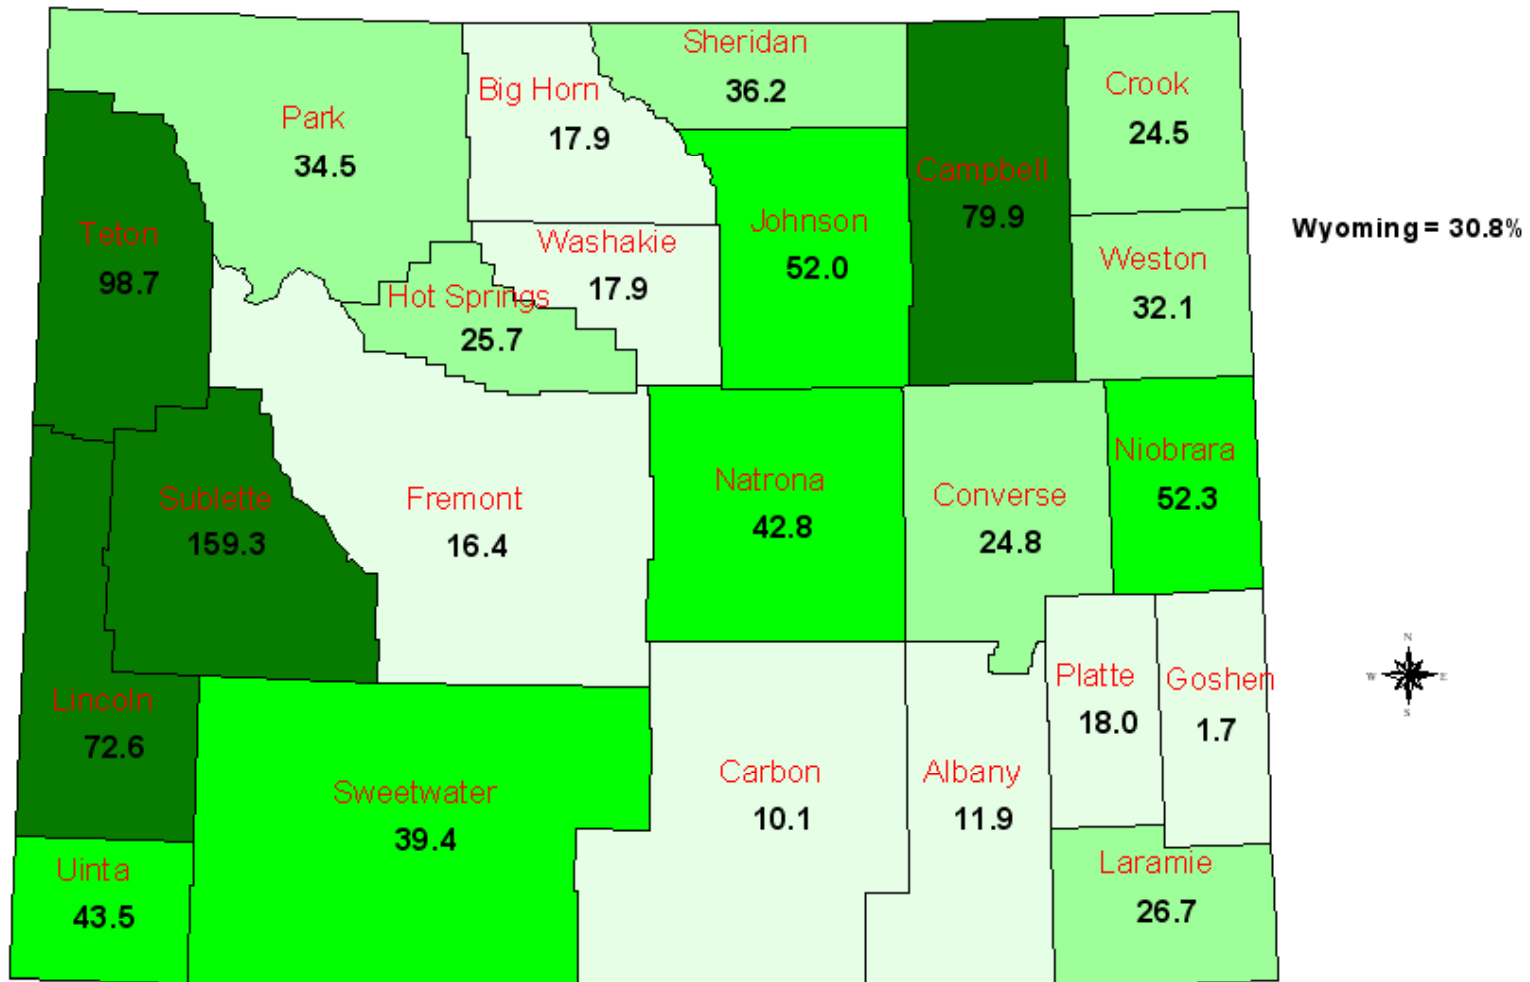 Sheridan
36.2
Big Horn
17.9
Crook
24.5
Park
34.5
Campbell
79.9
Teton
98.7
Johnson
52.0
Washakie
17.9
Wyoming = 30.8%
Weston
32.1
Hot Springs
25.7
Sublette
159.3
Fremont
16.4
Natrona
42.8
Converse
24.8
Niobrara
52.3
Lincoln
72.6
Platte
18.0
Goshen
1.7
N
W E
S
Sweetwater
39.4
Carbon
10.1
Albany
11.9
Uinta
43.5
Laramie
26.7